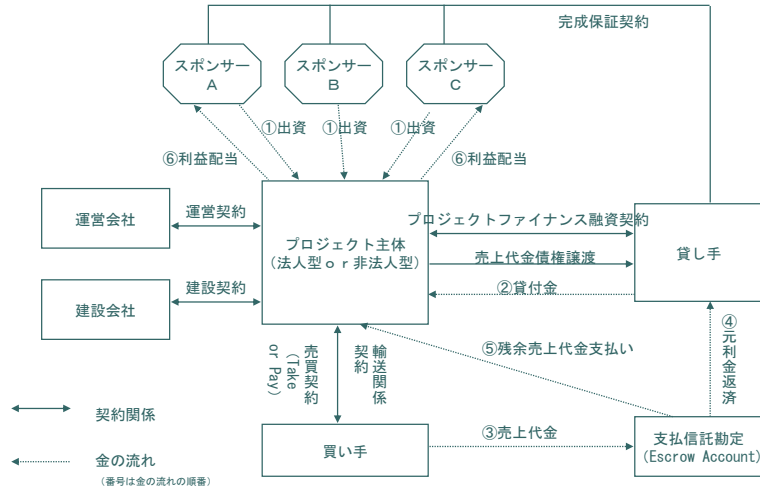 完成保証契約
スポンサー
A
スポンサー
B
スポンサー
C
①出資
①出資
①出資
⑥利益配当
⑥利益配当
運営会社
運営契約
プロジェクト主体
(法人型ｏｒ非法人型)
プロジェクトファイナンス融資契約
売上代金債権譲渡
②貸付金
貸し手
建設会社
建設契約
売買契約
(Take
or Pay)
輸送関係
契約
⑤残余売上代金支払い
④元利金返済
契約関係
買い手
③売上代金
支払信託勘定
(Escrow Account)
金の流れ
(番号は金の流れの順番)